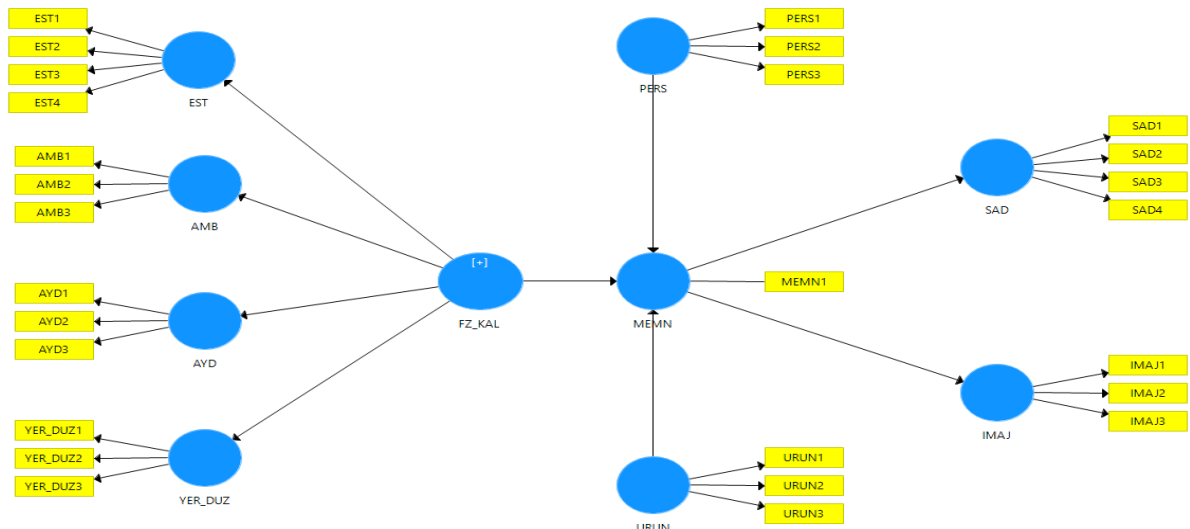 EST1
EST2
EST3
EST4
EST
AMB1
AMB2
AMB3
AMB
AYD1
AYD2
AYD3
AYD
YER_DUZ1
YER_DUZ2
YER_DUZ3
YER_DUZ
[+]
FZ_KAL
PERS1
PERS2
PERS3
PERS
MEMN1
MEMN
URUN1
URUN2
URUN3
URUN
SAD1
SAD2
SAD3
SAD4
SAD
IMAJ1
IMAJ2
IMAJ3
IMAJ